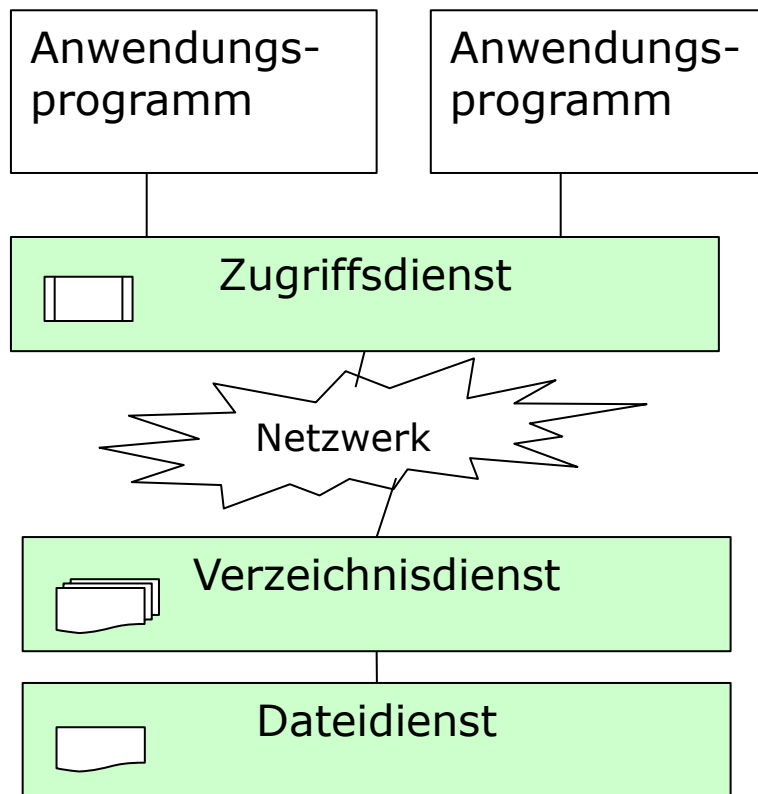 Anwendungs-
programm
Anwendungs-
programm
Zugriffsdienst
Netzwerk
Verzeichnisdienst
Dateidienst